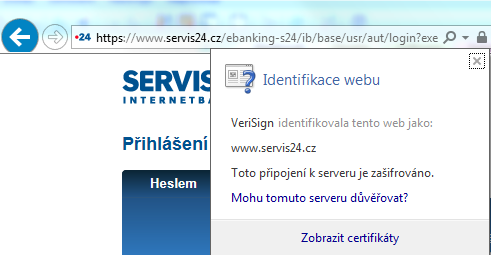 •24 https://www.servis24.cz/ebanking-s24/ib/base/usr/aut/login?exe
SERVIS
INTERNETBA
Přihlášení
Heslem
Identifikace webu
VeriSign identifikovala tento web jako:
www.servis24.cz
Toto připojení k serveru je zašifrováno.
Mohu tomuto serveru důvěřovat?
Zobrazit certifikáty